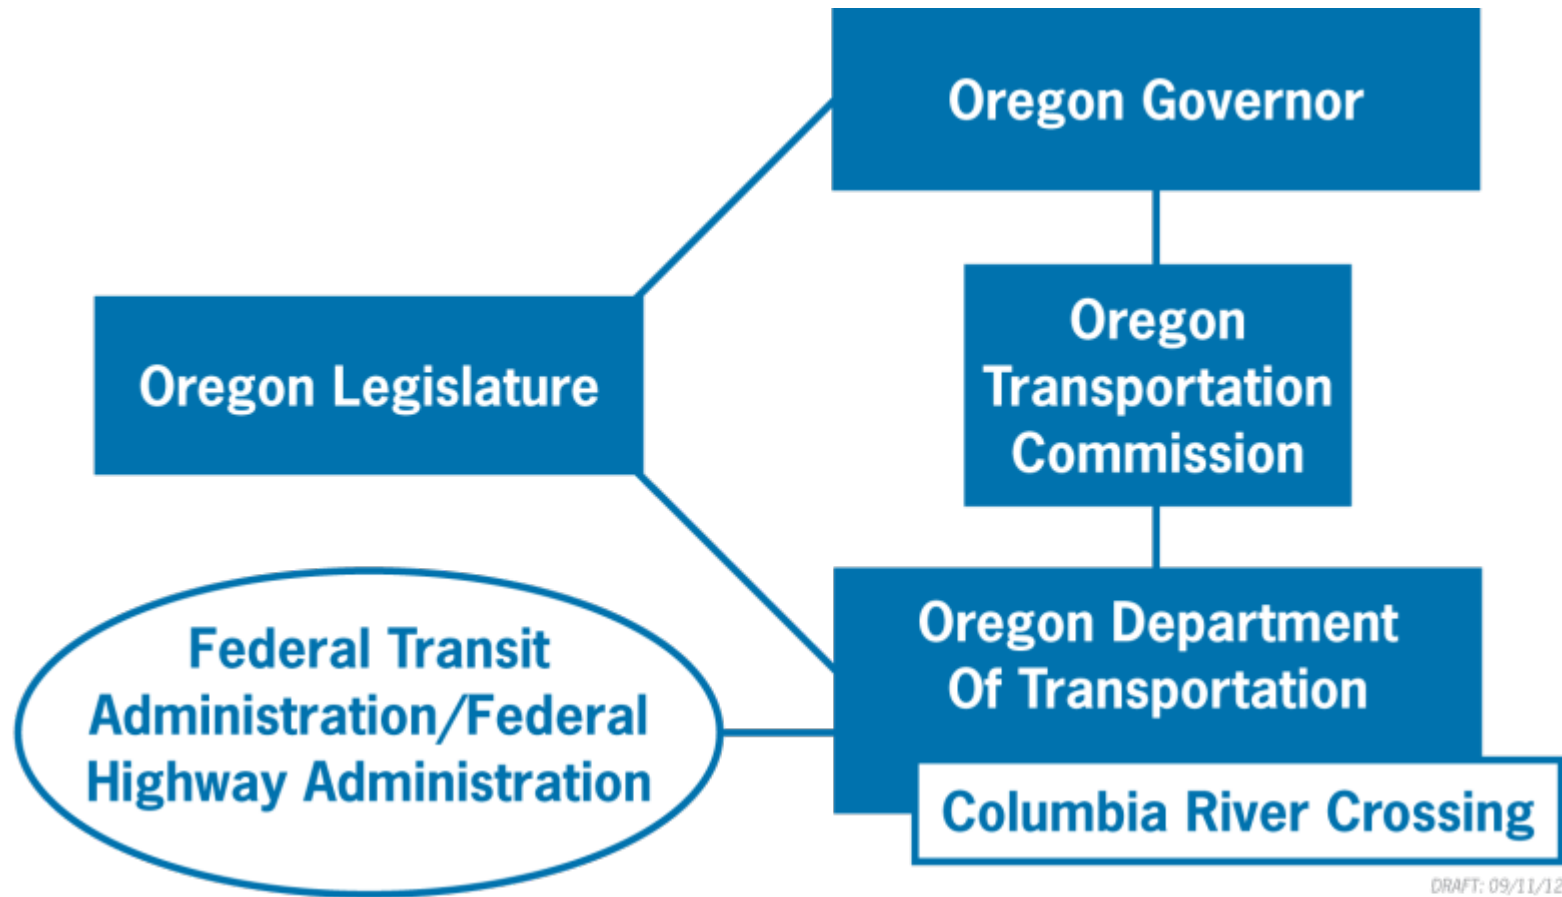 Oregon Governor
Oregon Legislature
Oregon
Transportation
Commission
Federal Transit
Administration/Federal
Highway Administration
Oregon Department
Of Transportation
Columbia River Crossing
DRAFT: 09/11/12